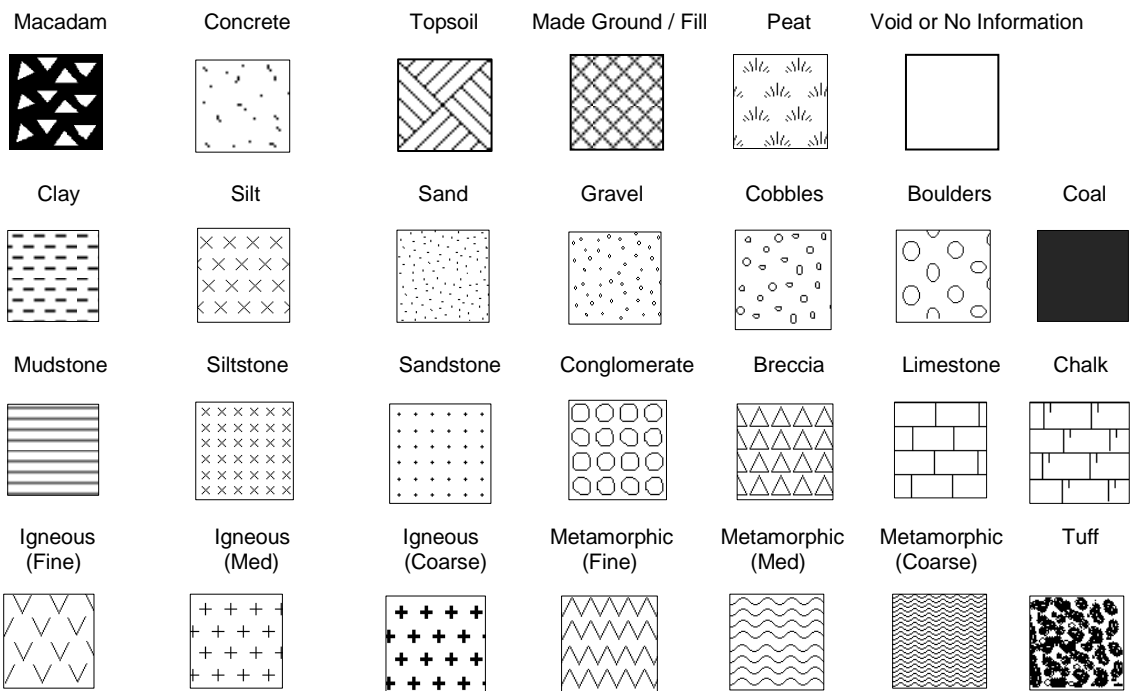 Macadam Concrete Topsoil Made Ground / Fill Peat Void or No Information
Clay Silt Sand Gravel Cobbles Boulders Coal
Mudstone Siltstone Sandstone Conglomerate Breccia Limestone Chalk
Igneous Igneous Igneous Metamorphic Metamorphic Metamorphic Tuff
(Fine) (Med) (Coarse) (Fine) (Med) (Coarse)